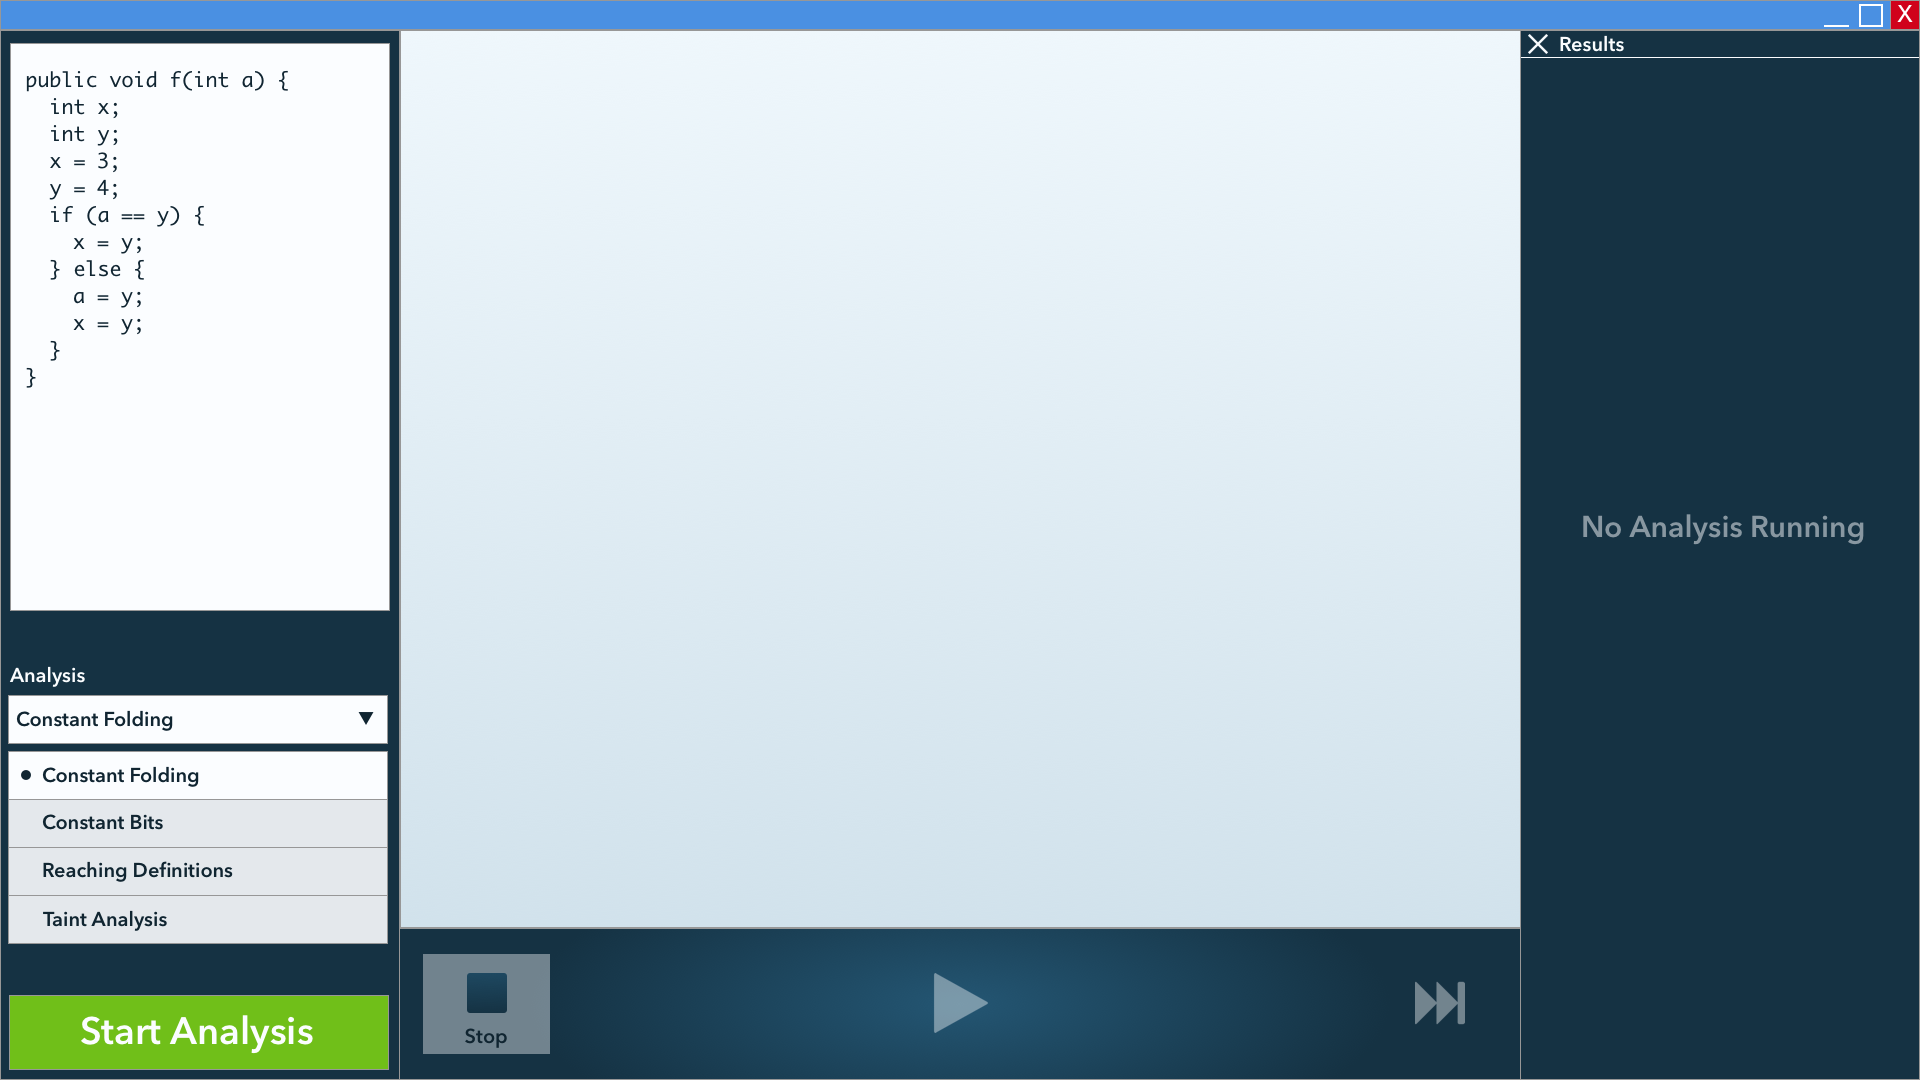 X
public void f(int a) {
  int x;
  int y;
  x = 3;
  y = 4;
  if (a == y) {
    x = y;
  } else {
    a = y;
    x = y;
  }
}
Analysis
Constant Folding
Constant Folding
Constant Bits
Reaching Definitions
Taint Analysis
Start Analysis
Stop
Results
No Analysis Running